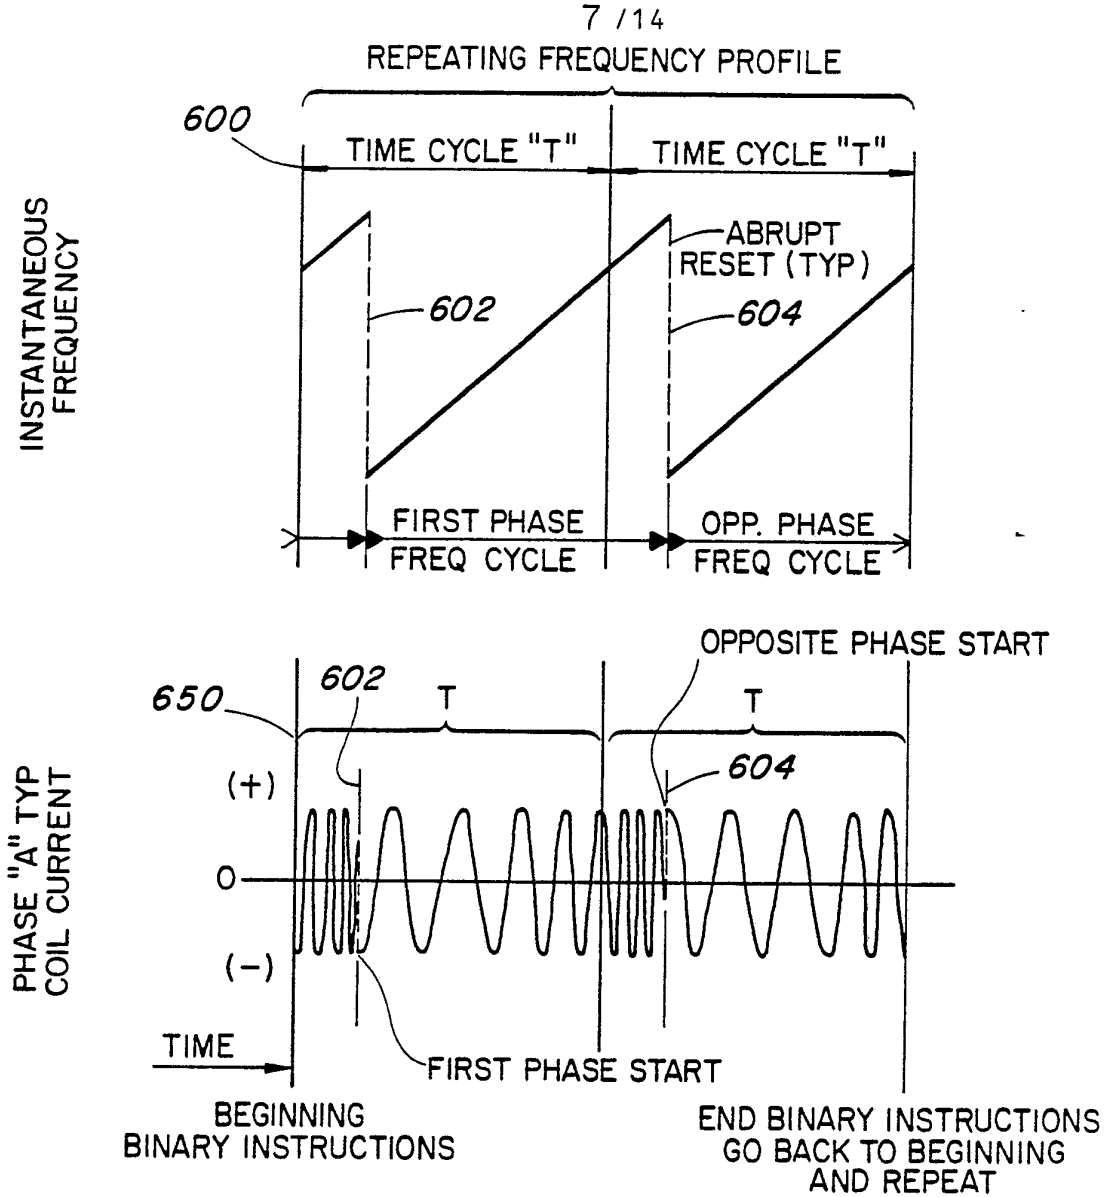 7 /14
REPEATING FREQUENCY PROFILE
600
TIME CYCLE "T"
TIME CYCLE "T"
INSTANTANEOUS
FREQUENCY
ABRUPT
RESET (TYP)
602
604
FIRST PHASE
FREQ CYCLE
OPP. PHASE
FREQ CYCLE
OPPOSITE PHASE START
650
602
T
T
604
PHASE "A" TYP
COIL CURRENT
(+)
0
(-)
TIME
FIRST PHASE START
BEGINNING
BINARY INSTRUCTIONS
END BINARY INSTRUCTIONS
GO BACK TO BEGINNING
AND REPEAT